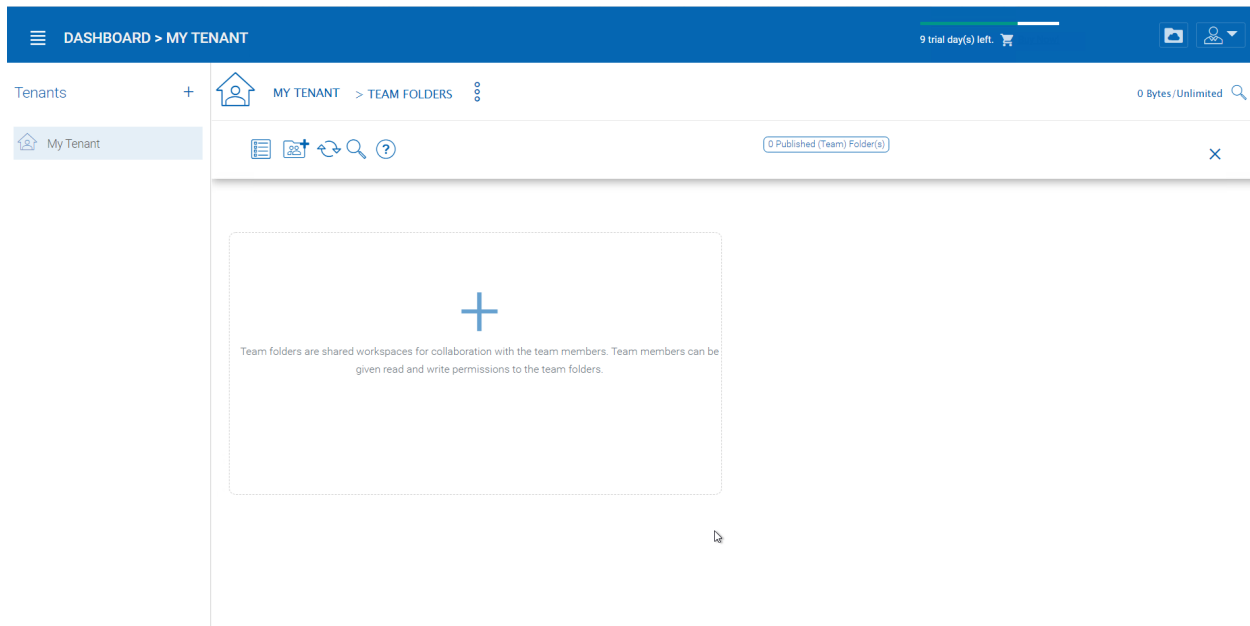 DASHBOARD > MY TENANT
9 trial day(s) left.
Tenants +
MY TENANT > TEAM FOLDERS
0 Bytes/Unlimited
My Tenant
?
0 Published (Team) Folder(s)
Team folders are shared workspaces for collaboration with the team members. Team members can be
given read and write permissions to the team folders.